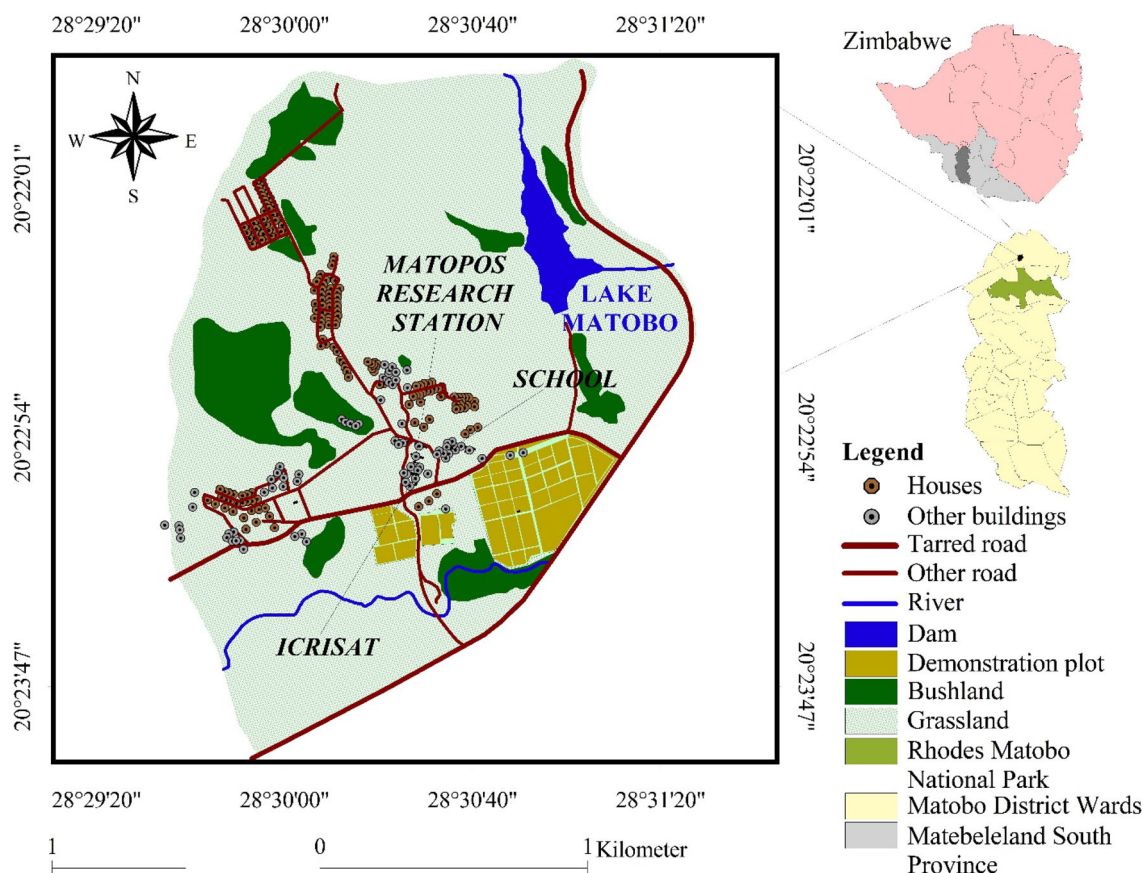 28°29'20" 28°30'00" 28°30'40" 28°31'20"
Zimbabwe
N
W E
S
20°22'01"
20°22'54"
20°23'47"
20°22'01"
20°22'54"
20°23'47"
MATOPOS
RESEARCH
STATION
LAKE
MATOBO
SCHOOL
ICRISAT
28°29'20" 28°30'00" 28°30'40" 28°31'20"
1 0 1 Kilometer
Legend
Houses
Other buildings
Tarred road
Other road
River
Dam
Demonstration plot
Bushland
Grassland
Rhodes Matobo
National Park
Matobo District Wards
Matebeleland South
Province